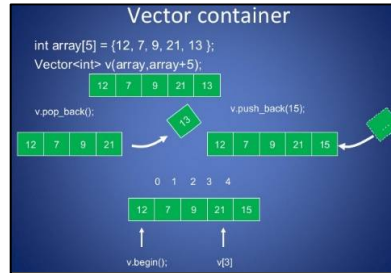 Vector container
int array[5] = {12, 7, 9, 21, 13 };
Vector<int> v(array,array+5);
12 7 9 21 13
v.pop_back();
13
v.push_back(15);
12 7 9 21
12 7 9 21 15
0 1 2 3 4
12 7 9 21 15
v.begin();
v[3]